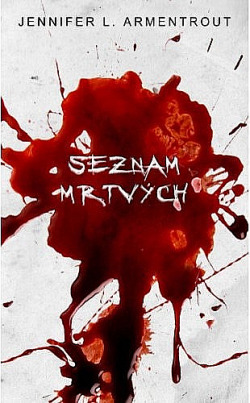 JENNIFER L. ARMENTROUT
SEZNAM
MRTVÝCH